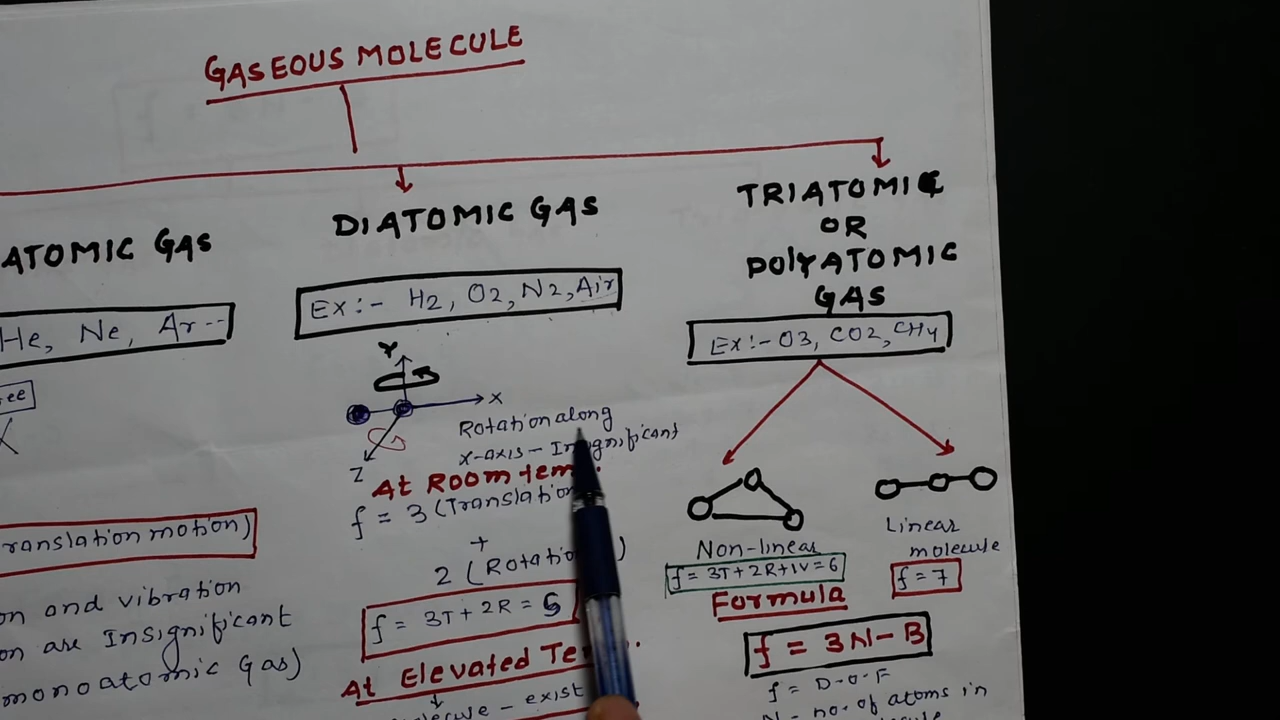 GASEOUS MOLECULE
ATOMIC GAS
He, Ne, Ar--
ee
ranslation motion)
on and vibration
on are Insignificant
monoatomic Gas)
DIATOMIC GAS
Ex:- H2, O2, N2, Air
Y
X
Z
Rotation along
x-axis - Insignificant
At Room tem
f = 3 (Translation
+
2 (Rotatio )
f = 3T + 2R = 5
At Elevated Te
molecule - exist
TRIATOMIC
OR
POlYATOMIC
GAS
Ex:- O3, CO2, CH4
Non-linear
f = 3T + 2R + 1V = 6
Linear
molecule
f = 7
Formula
f = 3N - B
f = D.O.F
N - no. of atoms in